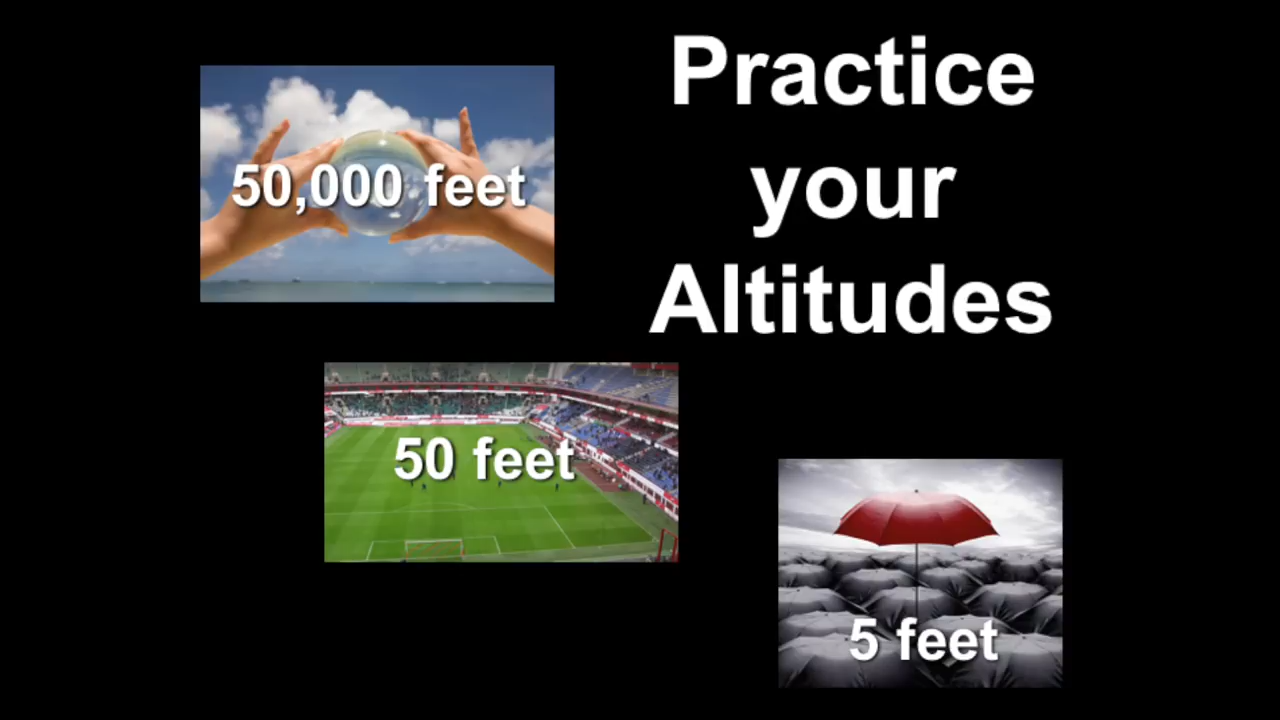 Practice
your
Altitudes
50,000 feet
50 feet
5 feet